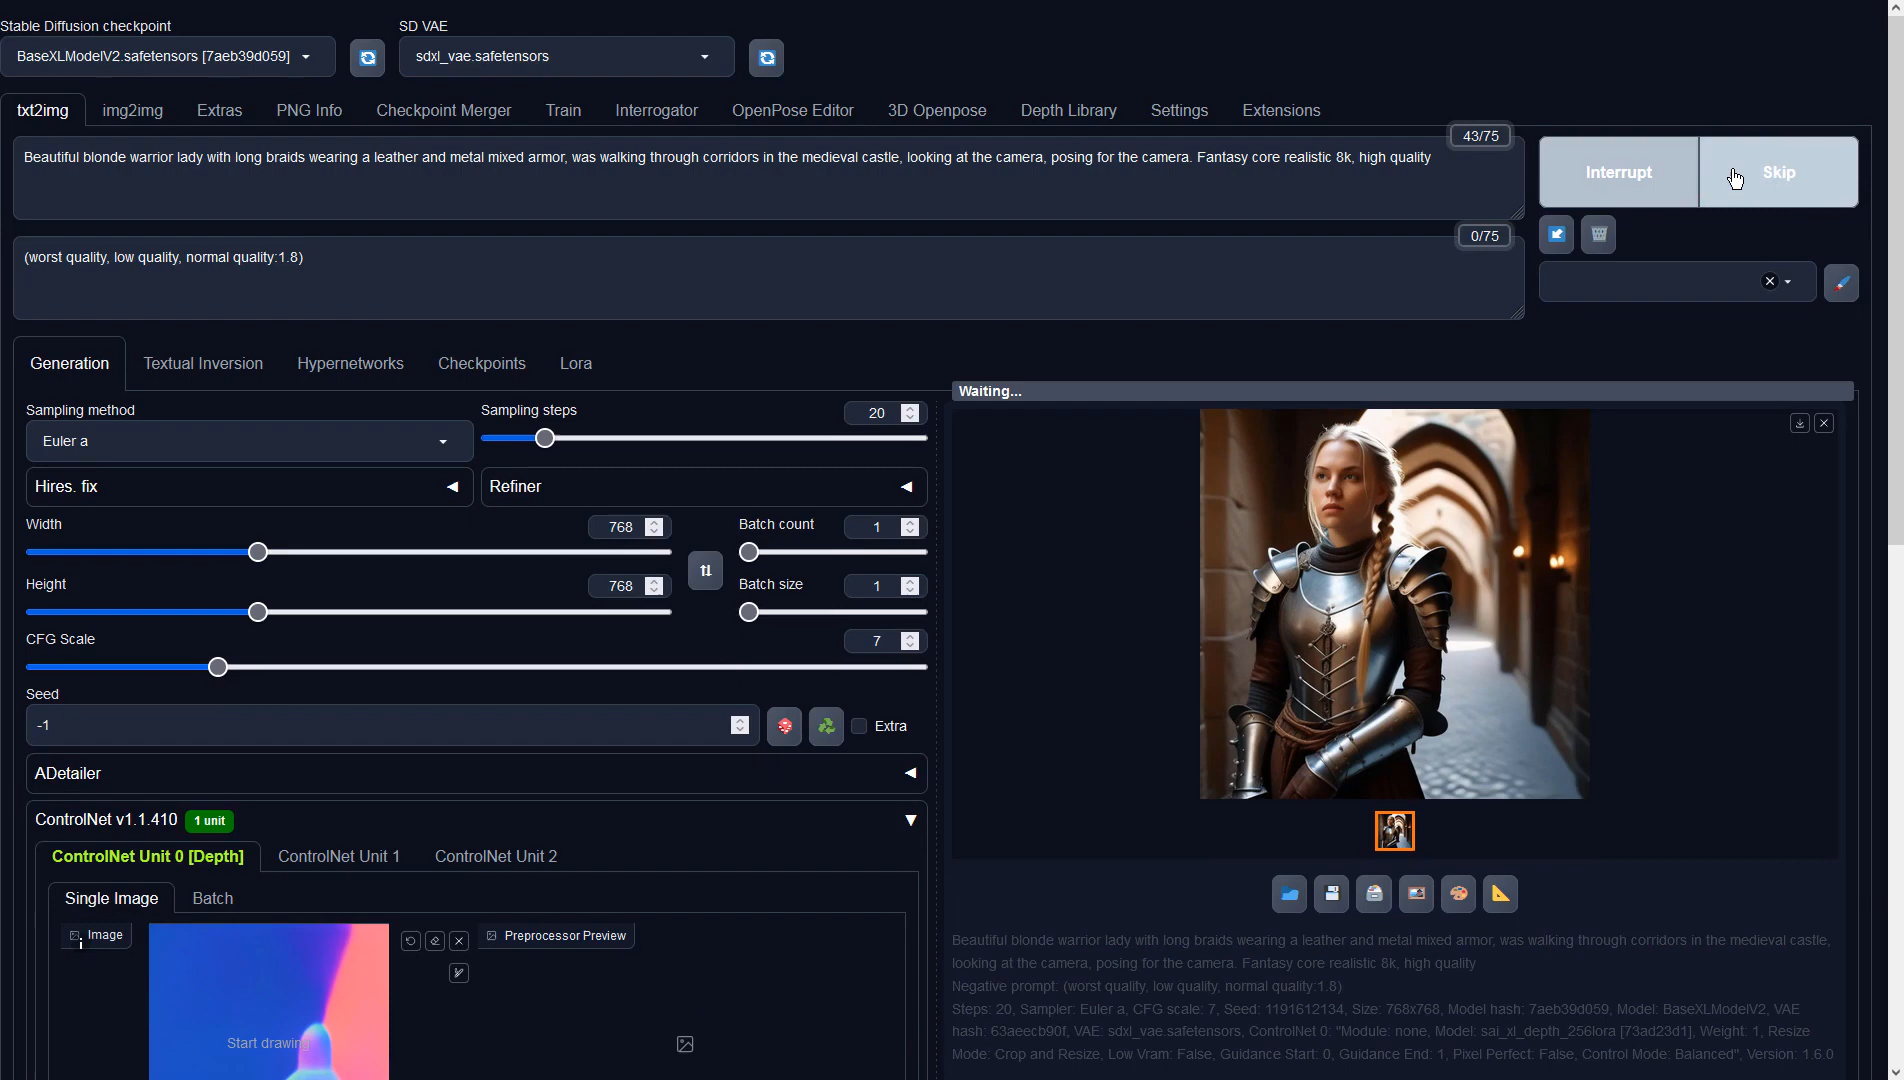 Stable Diffusion checkpoint
SD VAE
BaseXLModelV2.safetensors [7aeb39d059]
sdxl_vae.safetensors
txt2img
img2img
Extras
PNG Info
Checkpoint Merger
Train
Interrogator
OpenPose Editor
3D Openpose
Depth Library
Settings
Extensions
43/75
Beautiful blonde warrior lady with long braids wearing a leather and metal mixed armor, was walking through corridors in the medieval castle, looking at the camera, posing for the camera. Fantasy core realistic 8k, high quality
Interrupt
Skip
0/75
(worst quality, low quality, normal quality:1.8)
Generation
Textual Inversion
Hypernetworks
Checkpoints
Lora
Waiting...
Sampling method
Sampling steps
20
Euler a
Hires. fix
Refiner
Width
768
Batch count
1
Height
768
Batch size
1
CFG Scale
7
Seed
-1
Extra
ADetailer
ControlNet v1.1.410
1 unit
ControlNet Unit 0 [Depth]
ControlNet Unit 1
ControlNet Unit 2
Single Image
Batch
Image
Preprocessor Preview
Start drawing
Beautiful blonde warrior lady with long braids wearing a leather and metal mixed armor, was walking through corridors in the medieval castle,
looking at the camera, posing for the camera. Fantasy core realistic 8k, high quality
Negative prompt: (worst quality, low quality, normal quality:1.8)
Steps: 20, Sampler: Euler a, CFG scale: 7, Seed: 1191612134, Size: 768x768, Model hash: 7aeb39d059, Model: BaseXLModelV2, VAE
hash: 63aeecb90f, VAE: sdxl_vae.safetensors, ControlNet 0: "Module: none, Model: sai_xl_depth_256lora [73ad23d1], Weight: 1, Resize
Mode: Crop and Resize, Low Vram: False, Guidance Start: 0, Guidance End: 1, Pixel Perfect: False, Control Mode: Balanced", Version: 1.6.0